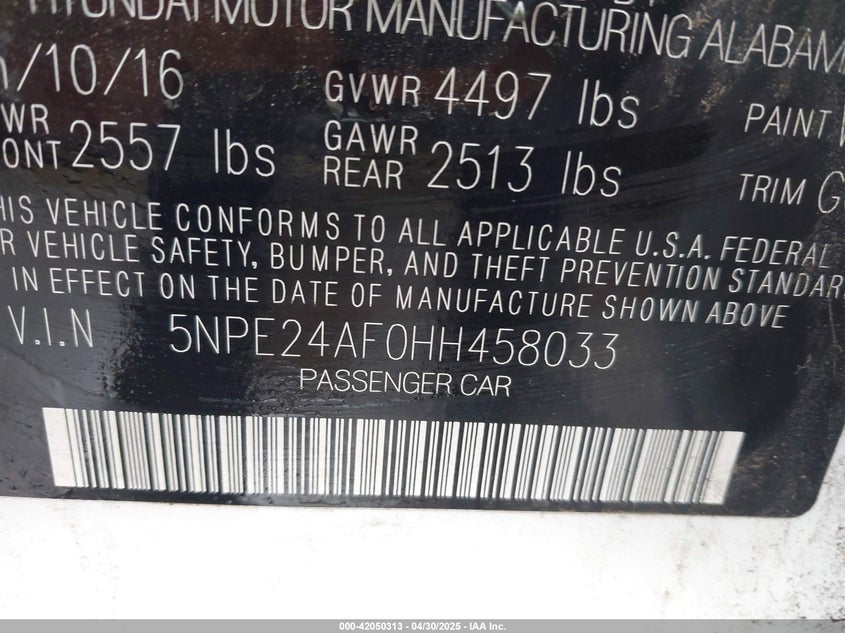 HYUNDAI MOTOR MANUFACTURING ALABAM
/10/16 GVWR 4497 lbs PAINT
WR ONT 2557 lbs GAWR REAR 2513 lbs TRIM G
HIS VEHICLE CONFORMS TO ALL APPLICABLE U.S.A. FEDERAL
R VEHICLE SAFETY, BUMPER, AND THEFT PREVENTION STANDAR
IN EFFECT ON THE DATE OF MANUFACTURE SHOWN ABOVE
V.I.N 5NPE24AF0HH458033
PASSENGER CAR
000-42050313 - 04/30/2025 - IAA Inc.